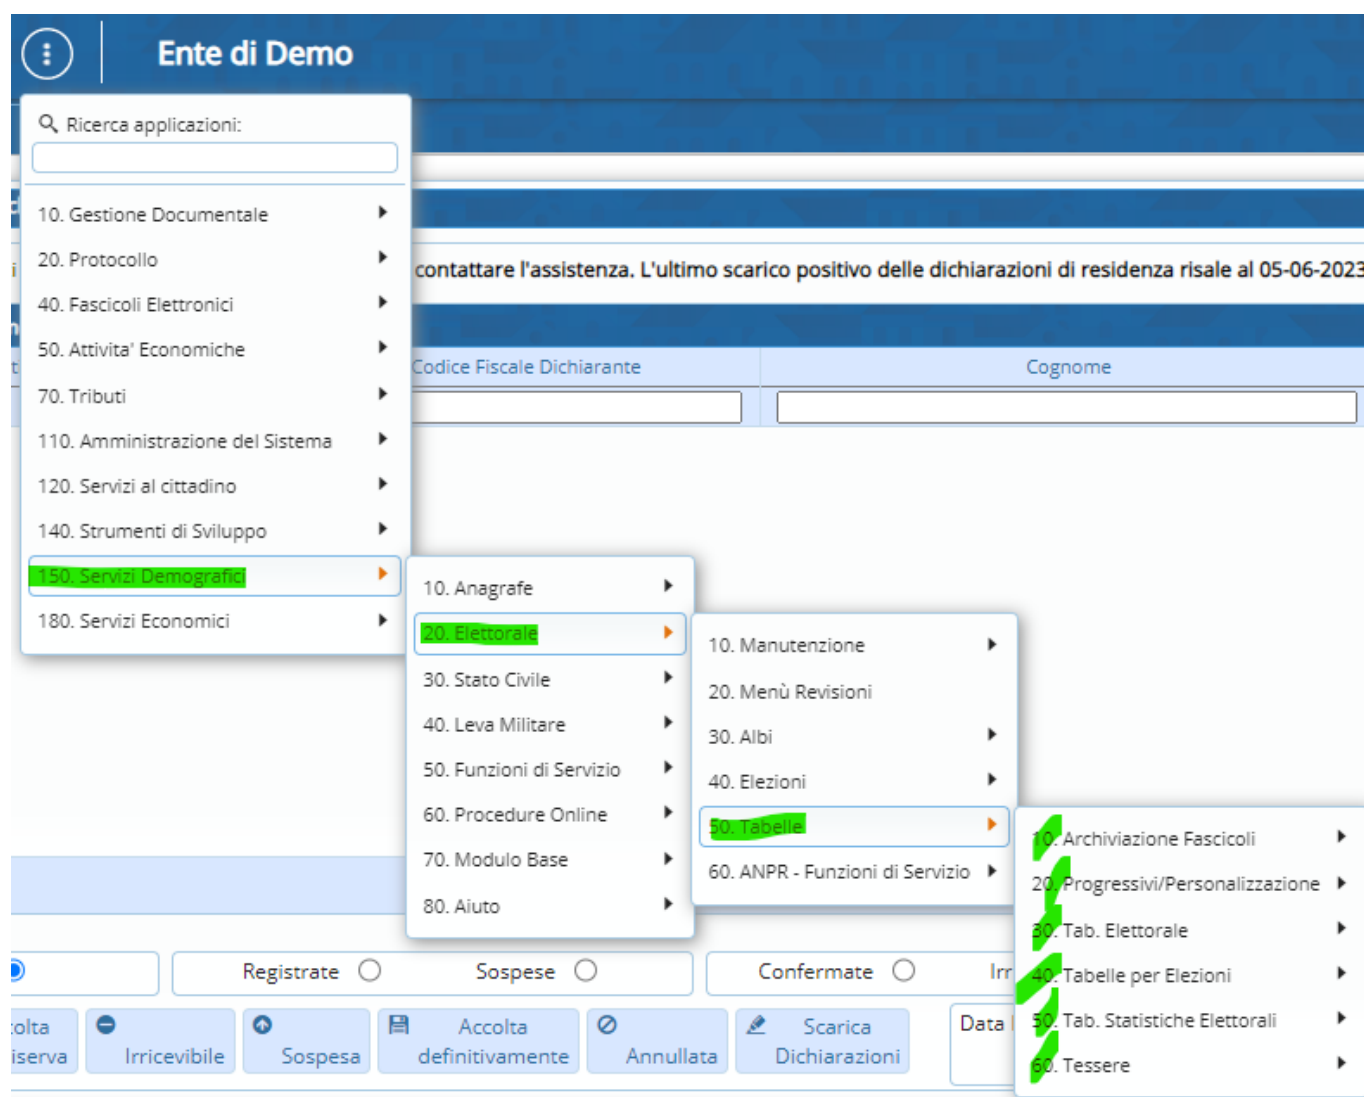 Ente di Demo
Ricerca applicazioni:
10. Gestione Documentale
20. Protocollo
40. Fascicoli Elettronici
50. Attivita' Economiche
70. Tributi
110. Amministrazione del Sistema
120. Servizi al cittadino
140. Strumenti di Sviluppo
150. Servizi Demografici
180. Servizi Economici
contattare l'assistenza. L'ultimo scarico positivo delle dichiarazioni di residenza risale al 05-06-2023
Codice Fiscale Dichiarante Cognome
10. Anagrafe
20. Elettorale
30. Stato Civile
40. Leva Militare
50. Funzioni di Servizio
60. Procedure Online
70. Modulo Base
80. Aiuto
10. Manutenzione
20. Menù Revisioni
30. Albi
40. Elezioni
50. Tabelle
60. ANPR - Funzioni di Servizio
10. Archiviazione Fascicoli
20. Progressivi/Personalizzazione
30. Tab. Elettorale
40. Tabelle per Elezioni
50. Tab. Statistiche Elettorali
60. Tessere
Registrate Sospese Confermate Irr
olta
iserva
Irricevibile
Sospesa
Accolta
definitivamente
Annullata
Scarica
Dichiarazioni
Data